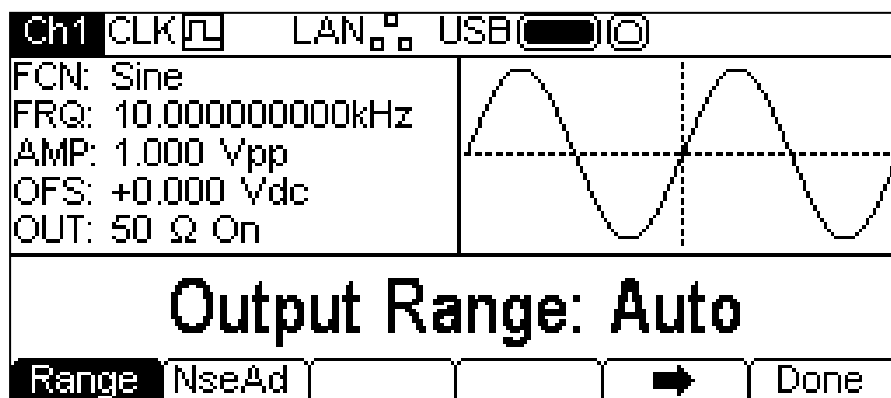 Ch1 CLK LAN USB
FCN: Sine
FRQ: 10.000000000kHz
AMP: 1.000 Vpp
OFS: +0.000 Vdc
OUT: 50 Ω On
Output Range: Auto
Range NseAd Done